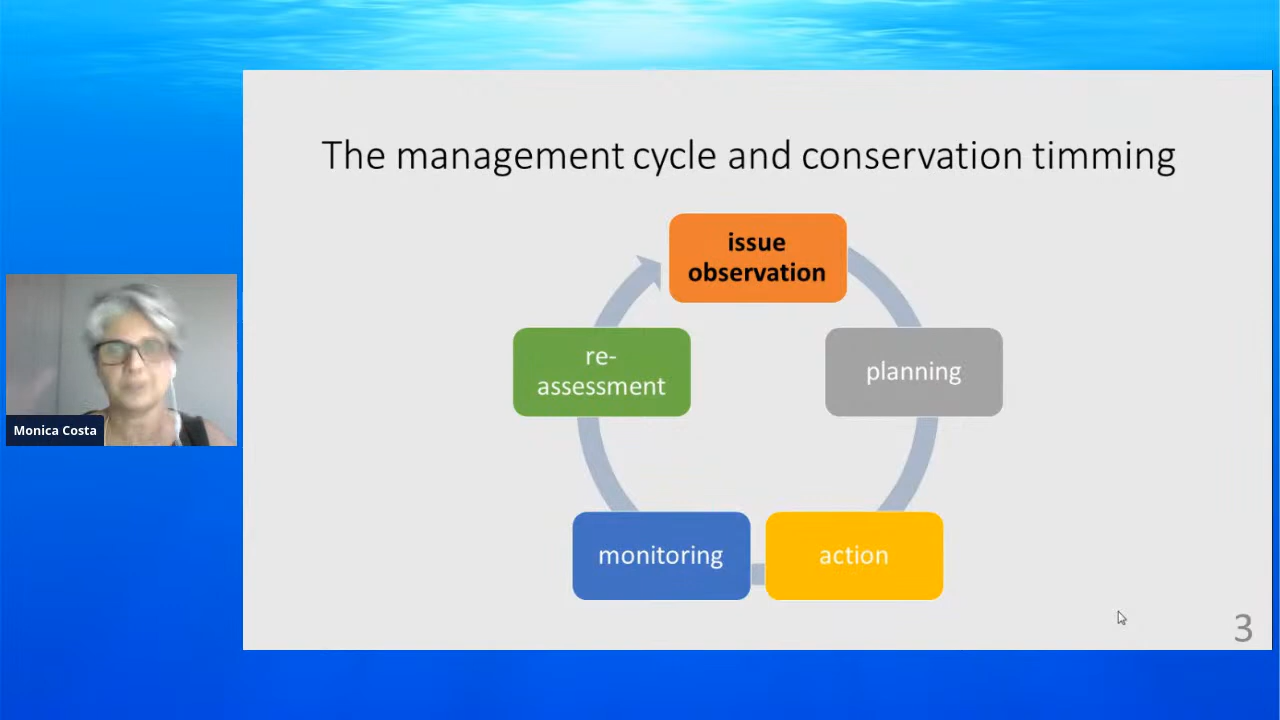 The management cycle and conservation timming
issue
observation
planning
action
monitoring
re-
assessment
Monica Costa
3